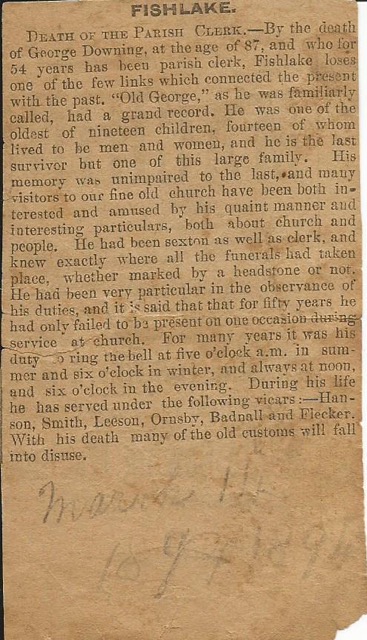 FISHLAKE.
DEATH OF THE PARISH CLERK.—By the death
of George Downing, at the age of 87, and who for
54 years has been parish clerk, Fishlake loses
one of the few links which connected the present
with the past. "Old George," as he was familiarly
called, had a grand record. He was one of the
oldest of nineteen children, fourteen of whom
lived to be men and women, and he is the last
survivor but one of this large family. His
memory was unimpaired to the last, and many
visitors to our fine old church have been both in-
terested and amused by his quaint manner and
interesting particulars, both about church and
people. He had been sexton as well as clerk, and
knew exactly where all the funerals had taken
place, whether marked by a headstone or not.
He had been very particular in the observance of
his duties, and it is said that that for fifty years he
had only failed to be present on one occasion during
service at church. For many years it was his
duty o ring the bell at five o'clock a.m. in sum-
mer and six o'clock in winter, and always at noon,
and six o'clock in the evening. During his life
he has served under the following vicars:—Han-
son, Smith, Leeson, Ornsby, Badnall and Flecker.
With his death many of the old customs will fall
into disuse.
March 14
1894 1894